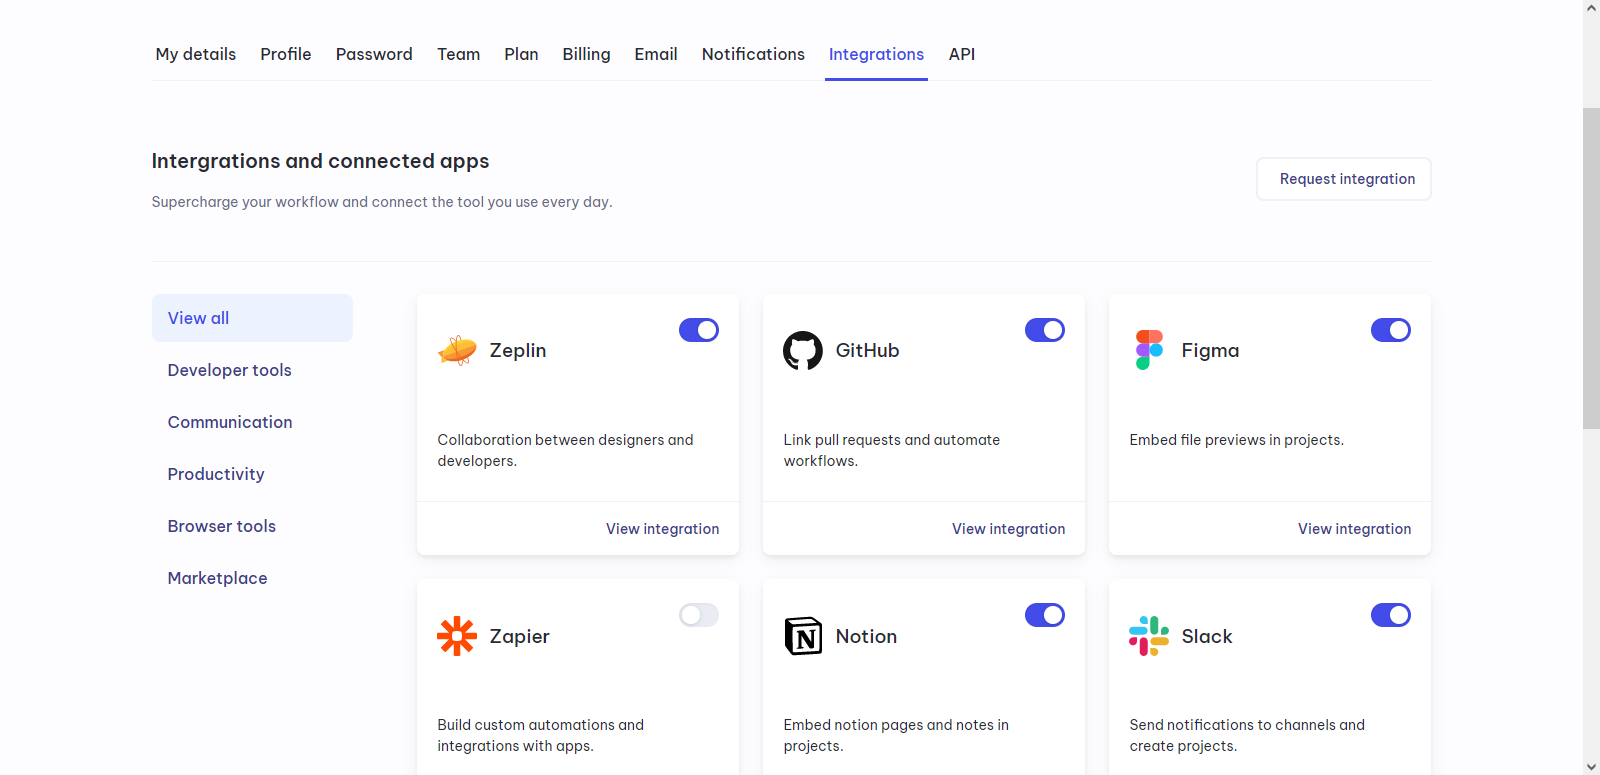 My details Profile Password Team Plan Billing Email Notifications Integrations API
Intergrations and connected apps
Supercharge your workflow and connect the tool you use every day.
Request integration
View all
Developer tools
Communication
Productivity
Browser tools
Marketplace
Zeplin
Collaboration between designers and
developers.
View integration
GitHub
Link pull requests and automate
workflows.
View integration
Figma
Embed file previews in projects.
View integration
Zapier
Build custom automations and
integrations with apps.
N
Notion
Embed notion pages and notes in
projects.
Slack
Send notifications to channels and
create projects.